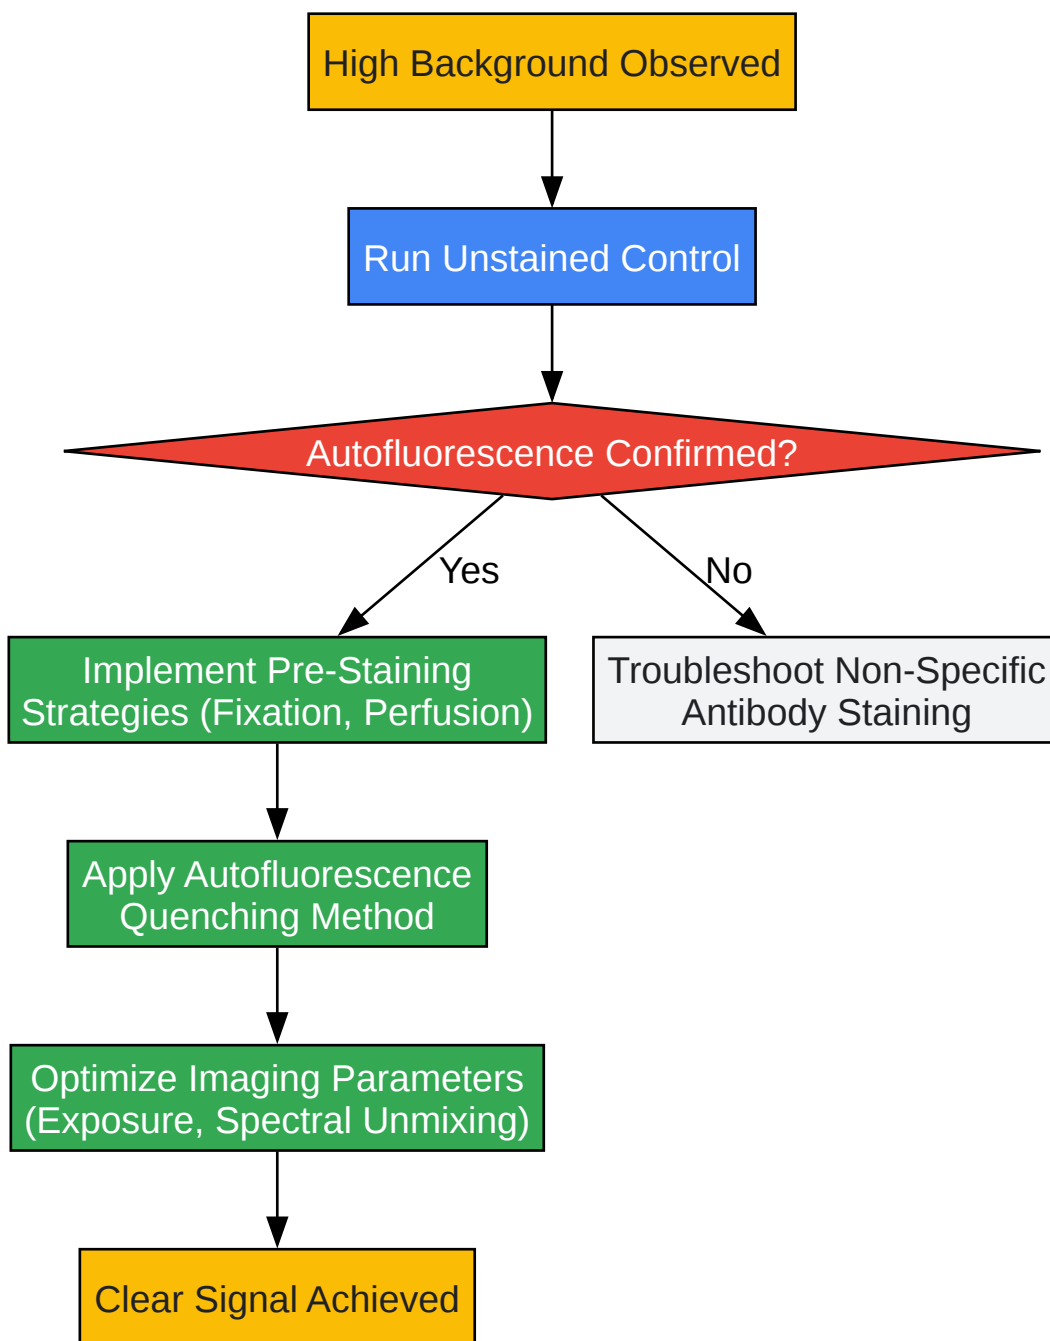 High Background Observed
Run Unstained Control
Autofluorescence Confirmed?
Yes
No
Implement Pre-Staining
Strategies (Fixation, Perfusion)
Troubleshoot Non-Specific
Antibody Staining
Apply Autofluorescence
Quenching Method
Optimize Imaging Parameters
(Exposure, Spectral Unmixing)
Clear Signal Achieved